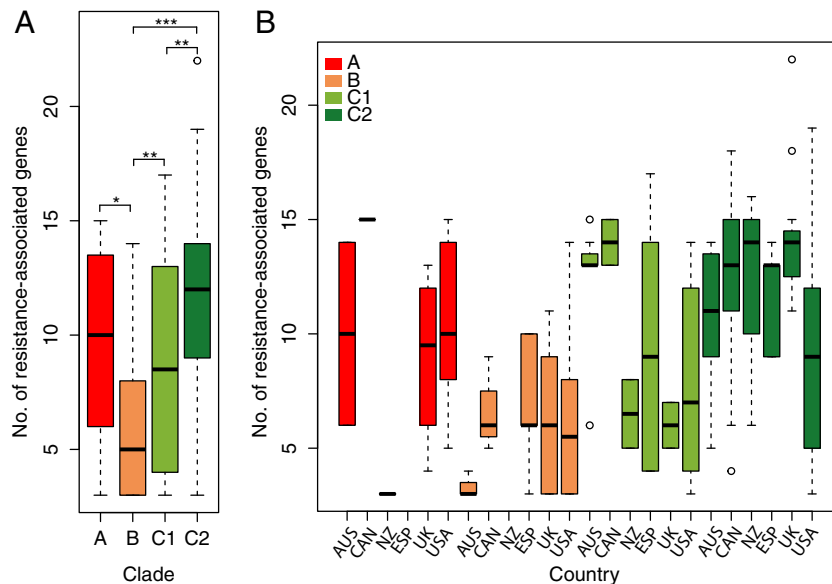 A
No. of resistance-associated genes
20
15
10
5
***
**
**
*
A B C1 C2
Clade
B
No. of resistance-associated genes
20
15
10
5
A
B
C1
C2
AUS CAN NZ ESP UK USA AUS CAN NZ ESP UK USA AUS CAN NZ ESP UK USA AUS CAN NZ ESP UK USA
Country